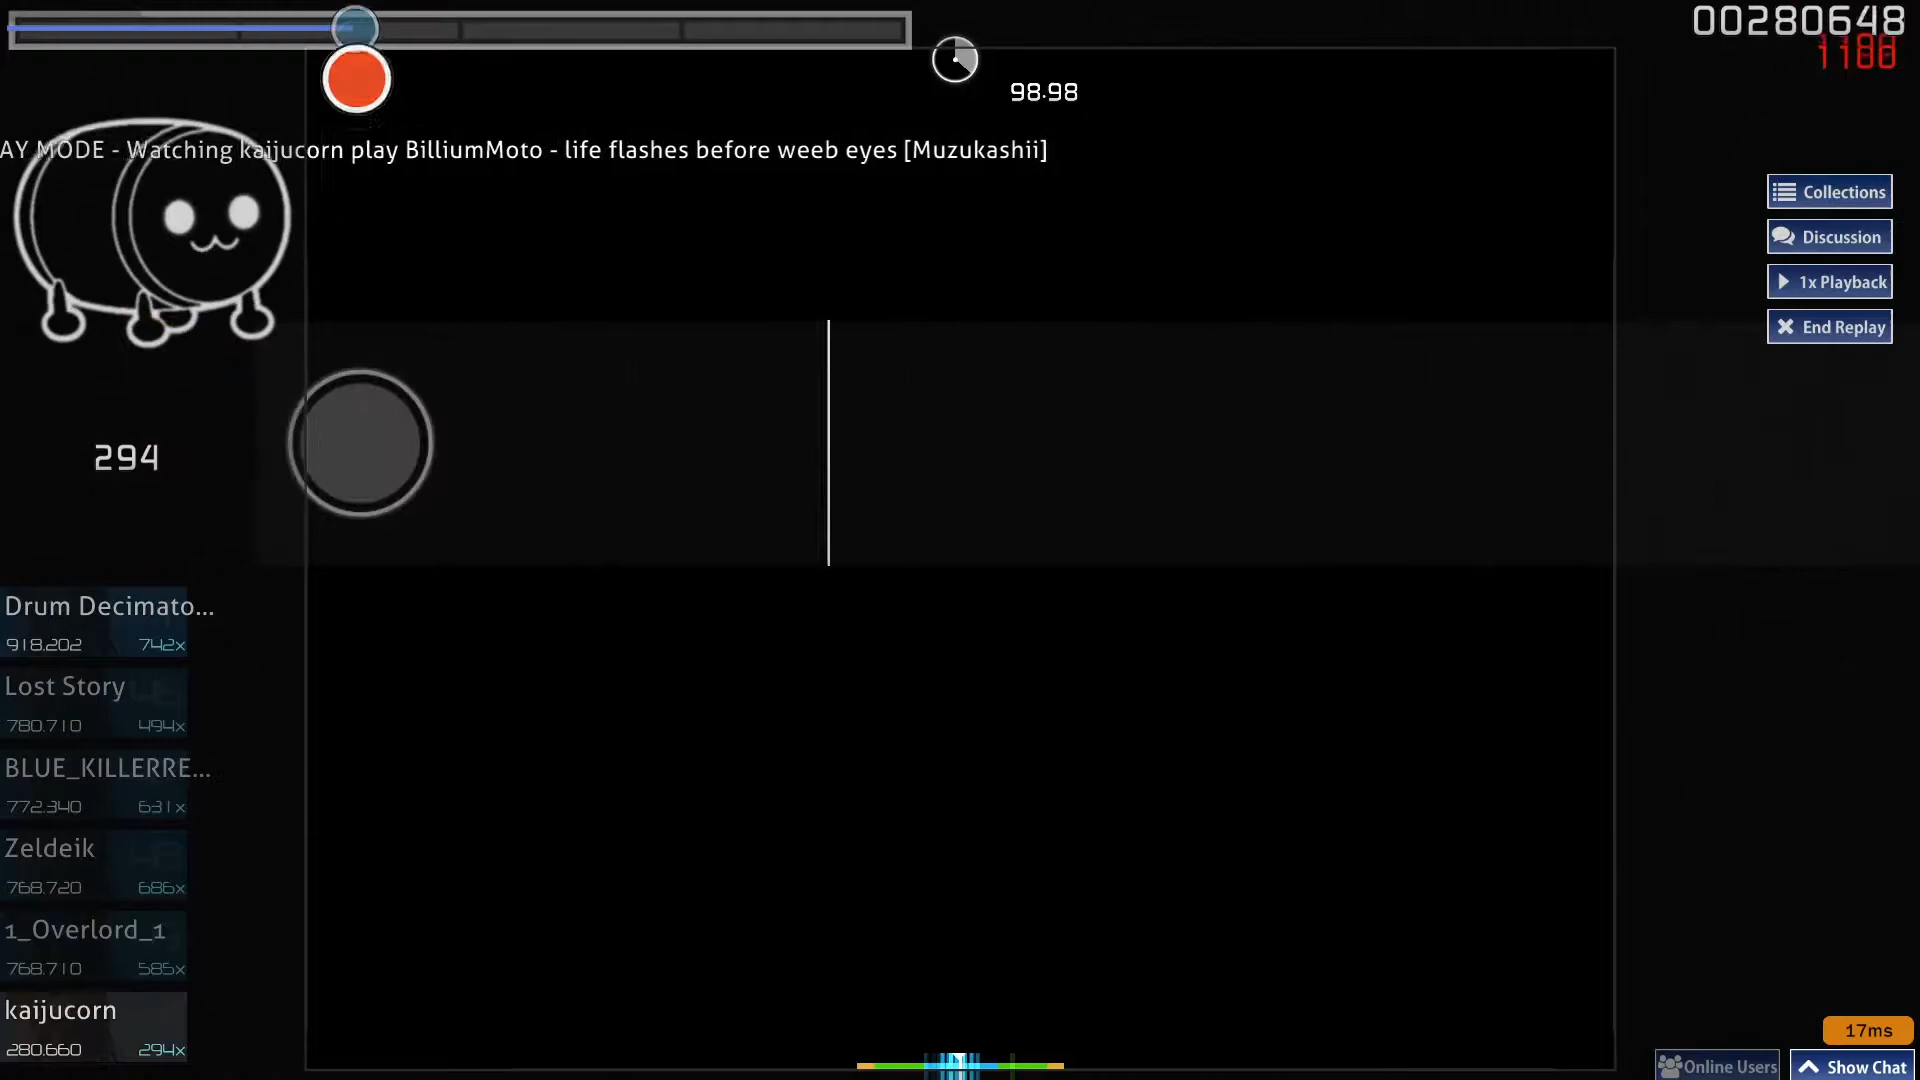 00280648
1188
98.98
AY MODE - Watching kaijucorn play BilliumMoto - life flashes before weeb eyes [Muzukashii]
Collections
Discussion
1x Playback
End Replay
294
Drum Decimato...
918.202 742x
Lost Story
780.710 494x
BLUE_KILLERRE...
772.340 631x
Zeldeik
768.720 686x
1_Overlord_1
768.710 585x
kaijucorn
280.660 294x
17ms
Online Users
Show Chat